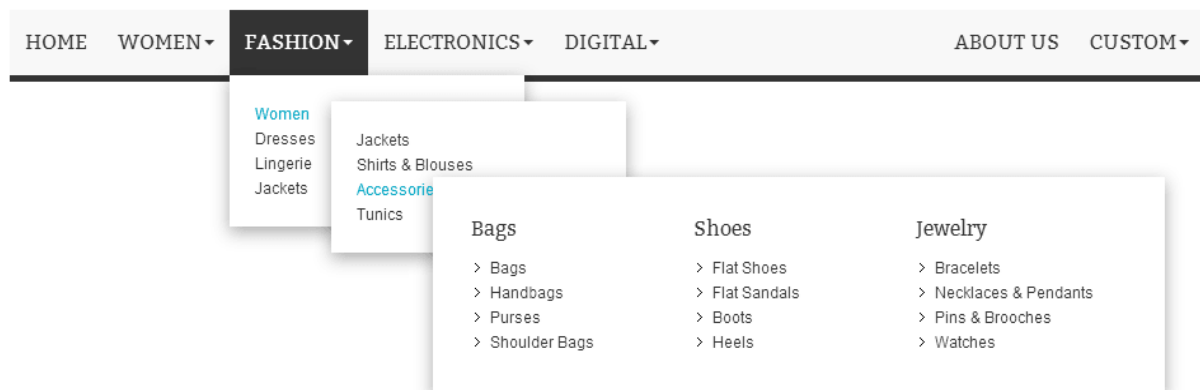 HOME WOMEN FASHION ELECTRONICS DIGITAL ABOUT US CUSTOM
Women
Dresses
Lingerie
Jackets
Jackets
Shirts & Blouses
Accessorie
Tunics
Bags
Bags
Handbags
Purses
Shoulder Bags
Shoes
Flat Shoes
Flat Sandals
Boots
Heels
Jewelry
Bracelets
Necklaces & Pendants
Pins & Brooches
Watches